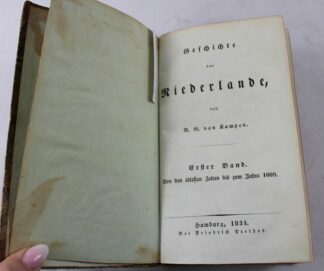 Geschichte
der
Niederlande,
von
N. G. van Kampen.
Erster Band.
Von den ältesten Zeiten bis zum Jahre 1609.
Hamburg, 1831.
Bei Friedrich Perthes.